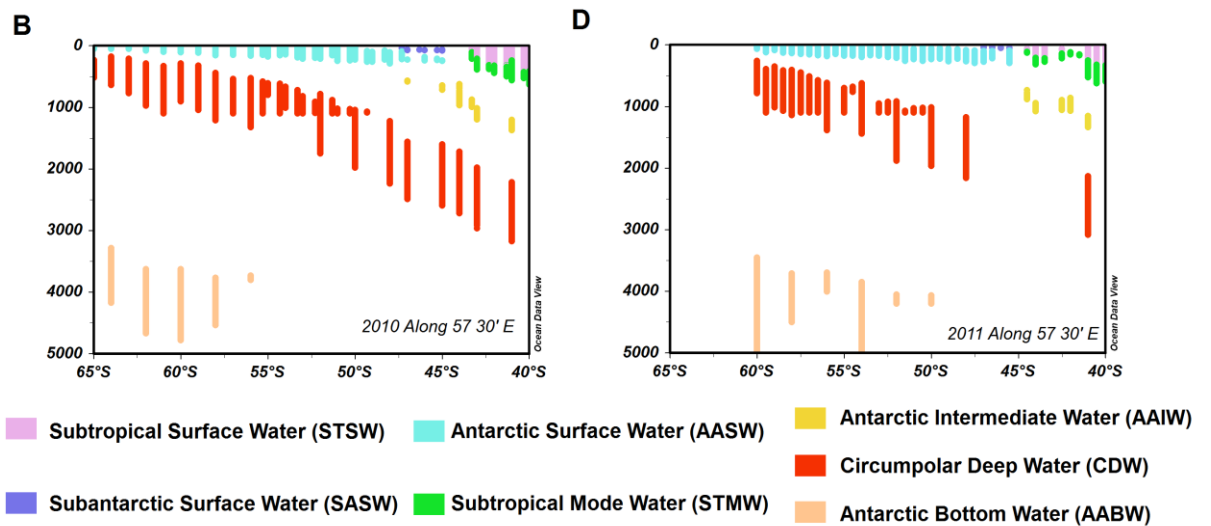 B
0
1000
2000
3000
4000
5000
65°S
60°S
55°S
50°S
45°S
40°S
2010 Along 57 30' E
Ocean Data View
D
0
1000
2000
3000
4000
5000
65°S
60°S
55°S
50°S
45°S
40°S
2011 Along 57 30' E
Ocean Data View
Subtropical Surface Water (STSW)
Antarctic Surface Water (AASW)
Antarctic Intermediate Water (AAIW)
Circumpolar Deep Water (CDW)
Subantarctic Surface Water (SASW)
Subtropical Mode Water (STMW)
Antarctic Bottom Water (AABW)